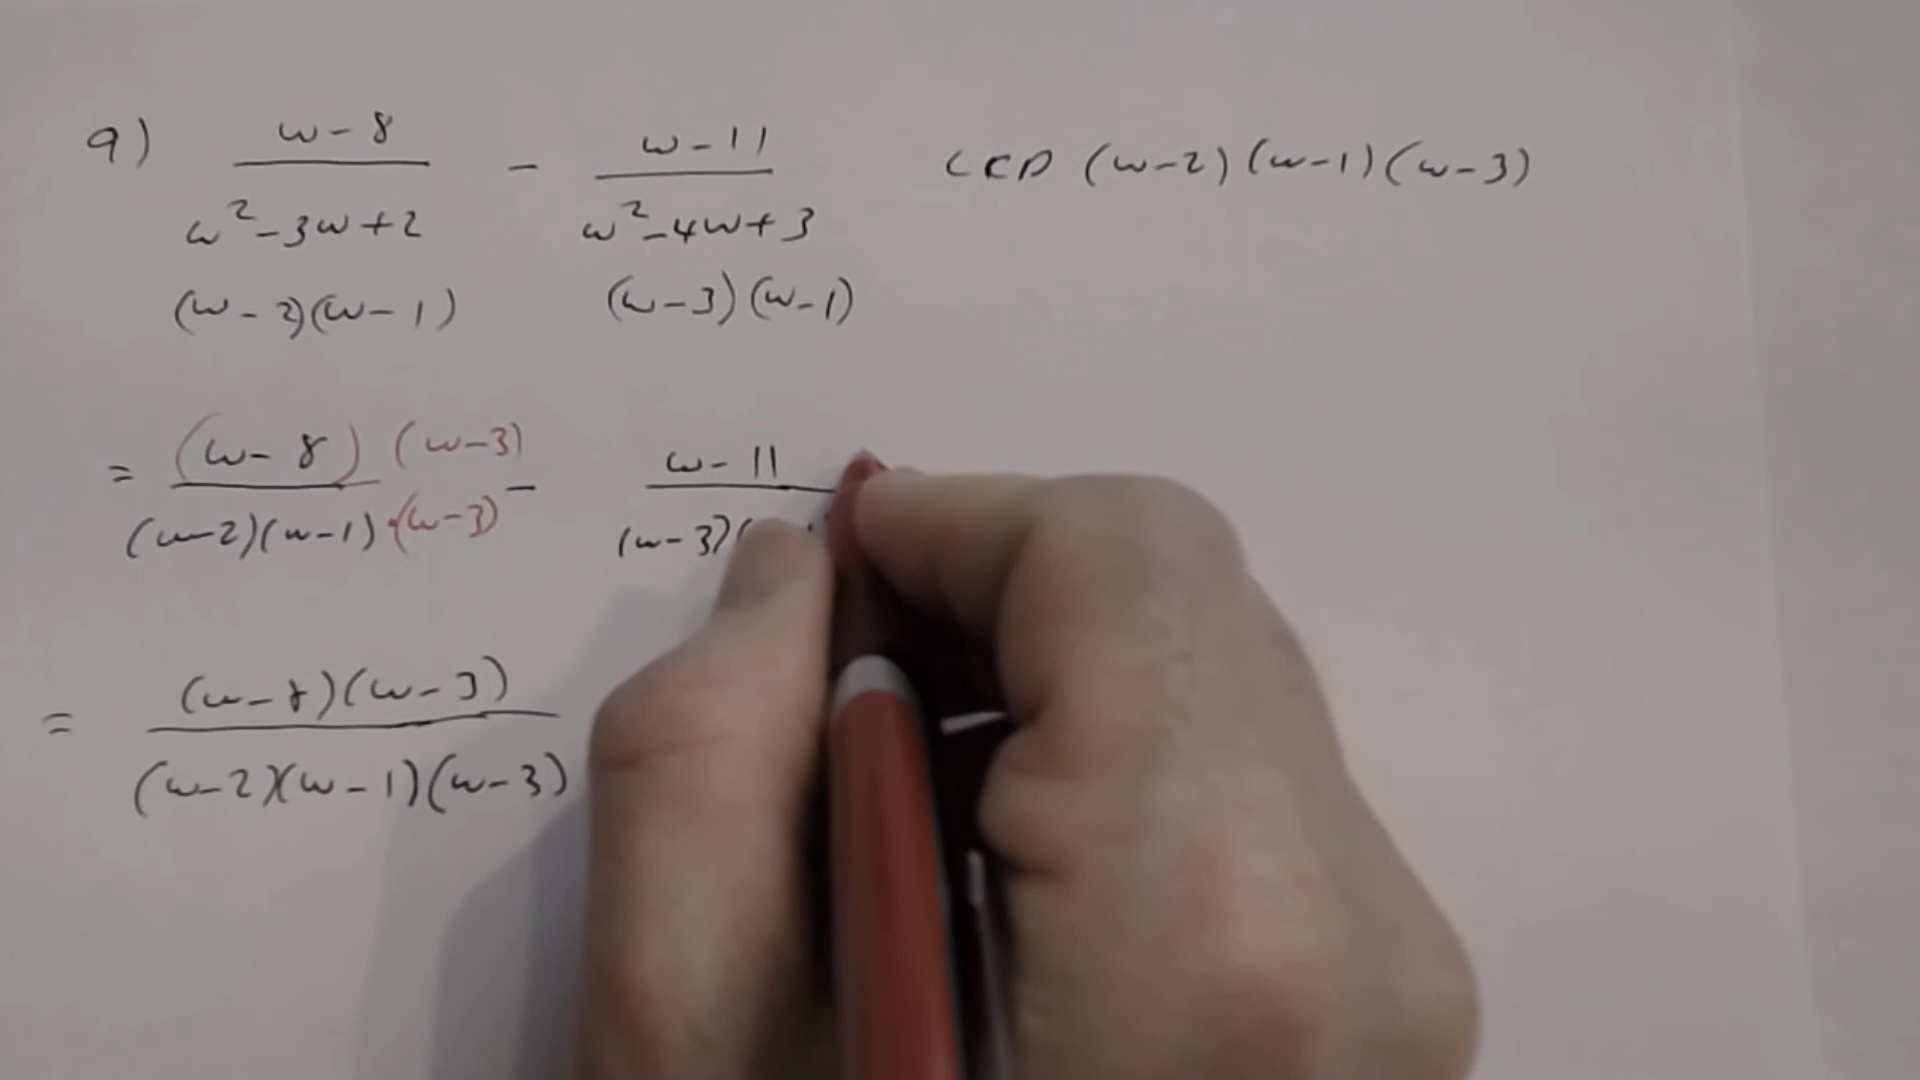 9) w-8 / w²-3w+2 - w-11 / w²-4w+3 LCD (w-2)(w-1)(w-3)
(w-2)(w-1) (w-3)(w-1)
= (w-8) (w-3) / (w-2)(w-1)·(w-3) - w-11 / (w-3)(
= (w-8)(w-3) / (w-2)(w-1)(w-3)